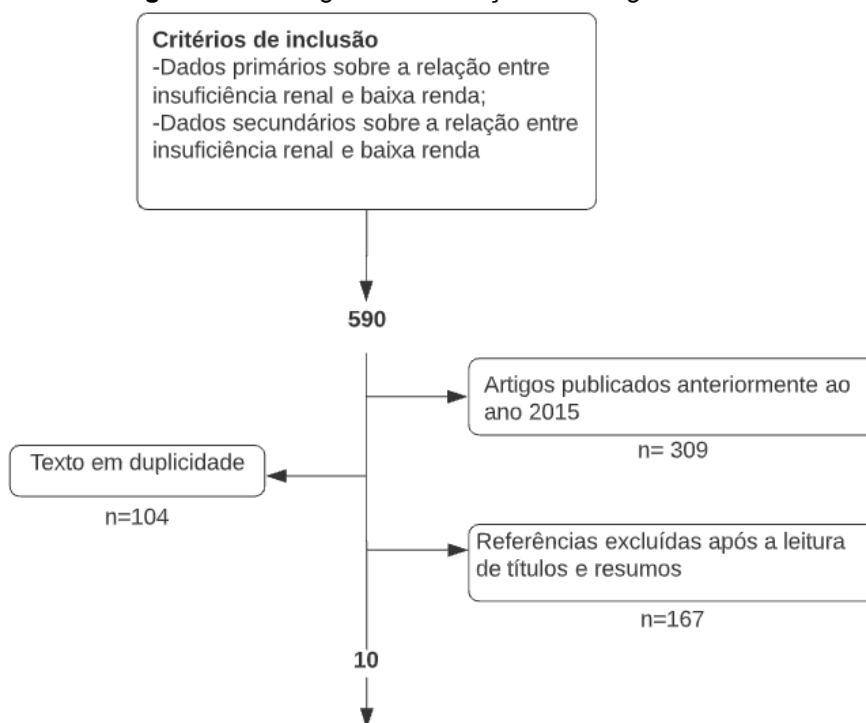 Critérios de inclusão
-Dados primários sobre a relação entre
insuficiência renal e baixa renda;
-Dados secundários sobre a relação entre
insuficiência renal e baixa renda
590
Artigos publicados anteriormente ao
ano 2015
n= 309
Texto em duplicidade
n=104
Referências excluídas após a leitura
de títulos e resumos
n=167
10